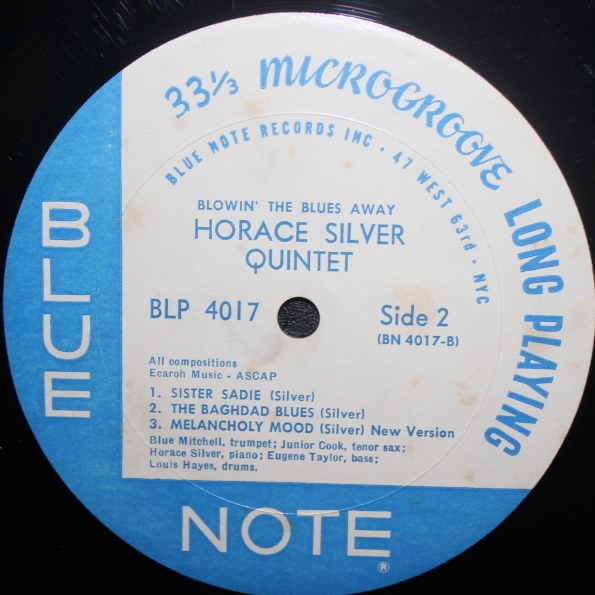 33⅓ MICROGROOVE LONG PLAYING
BLUE NOTE RECORDS INC · 47 WEST 63rd · NYC
BLOWIN' THE BLUES AWAY
HORACE SILVER
QUINTET
BLP 4017
Side 2
(BN 4017-B)
All compositions
Ecaroh Music - ASCAP
1. SISTER SADIE (Silver)
2. THE BAGHDAD BLUES (Silver)
3. MELANCHOLY MOOD (Silver) New Version
Blue Mitchell, trumpet; Junior Cook, tenor sax;
Horace Silver, piano; Eugene Taylor, bass;
Louis Hayes, drums.
BLUE
NOTE
®